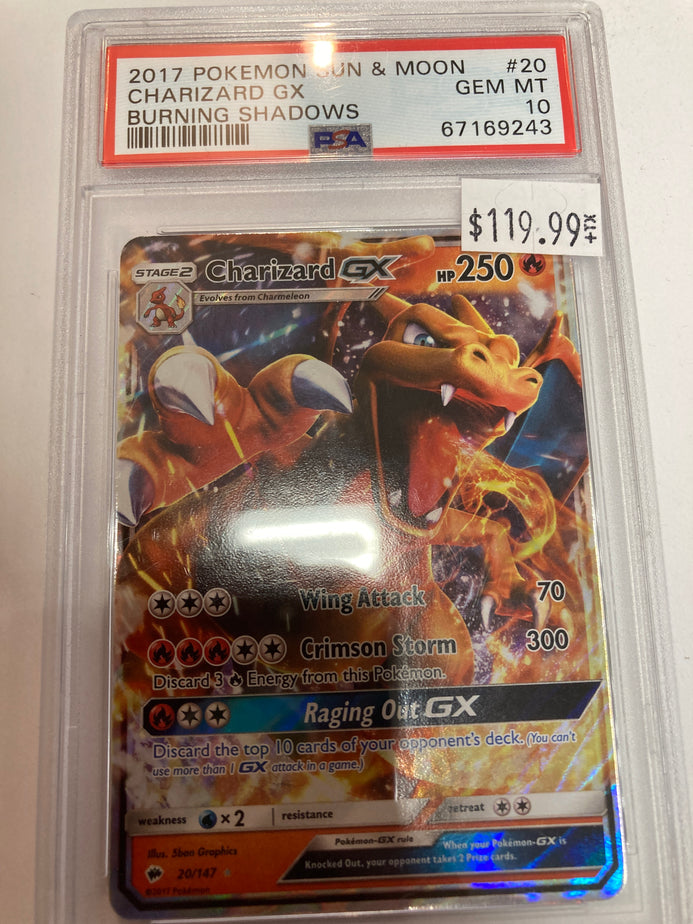 2017 POKEMON SUN & MOON #20
CHARIZARD GX GEM MT
BURNING SHADOWS 10
PSA 67169243
$119.99+TX
STAGE2 Charizard GX HP250
Evolves from Charmeleon
Wing Attack 70
Crimson Storm 300
Discard 3 Energy from this Pokémon.
Raging Out GX
Discard the top 10 cards of your opponent's deck. (You can't
use more than 1 GX attack in a game.)
weakness ×2 resistance retreat
Pokémon-GX rule When your Pokémon-GX is
Illus. 5ban Graphics Knocked Out, your opponent takes 2 Prize cards.
20/147
©2017 Pokémon